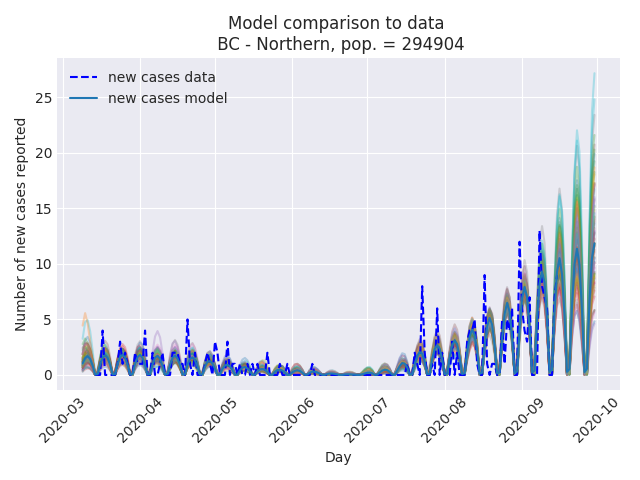 Model comparison to data
BC - Northern, pop. = 294904
new cases data
new cases model
Number of new cases reported
25
20
15
10
5
0
2020-03
2020-04
2020-05
2020-06
2020-07
2020-08
2020-09
2020-10
Day